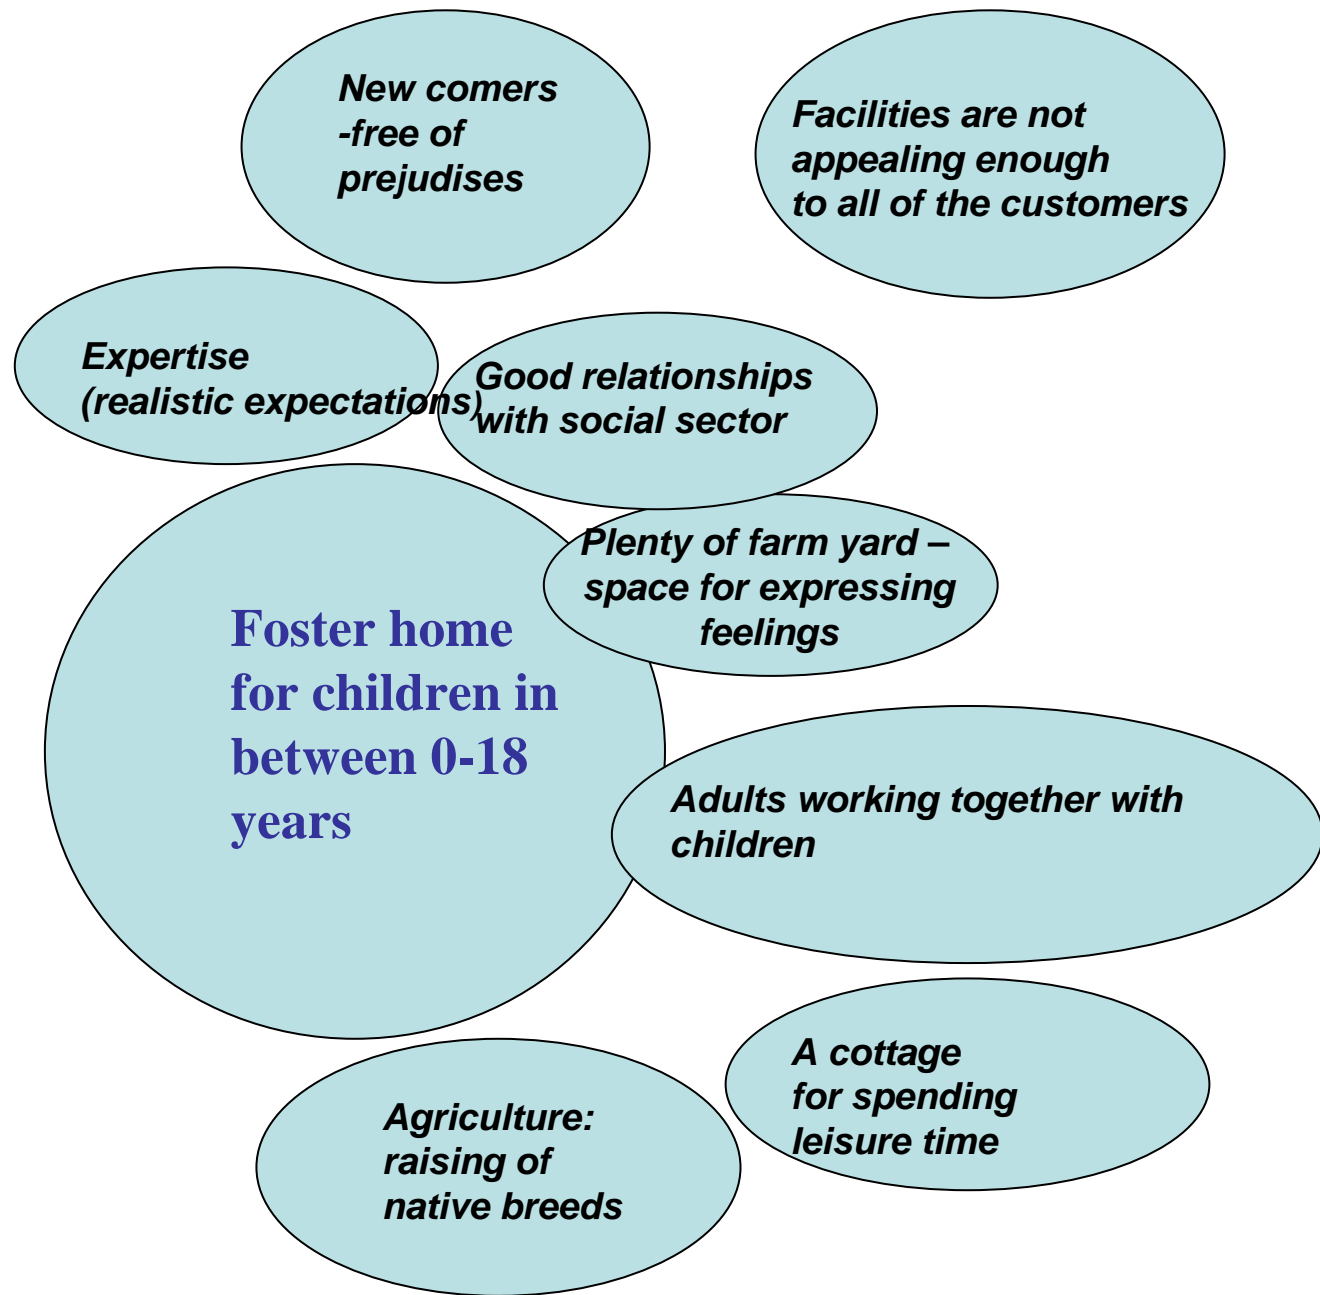 New comers
-free of
prejudises
Facilities are not
appealing enough
to all of the customers
Expertise
(realistic expectations)
Good relationships
with social sector
Plenty of farm yard –
space for expressing
feelings
Foster home
for children in
between 0-18
years
Adults working together with
children
A cottage
for spending
leisure time
Agriculture:
raising of
native breeds